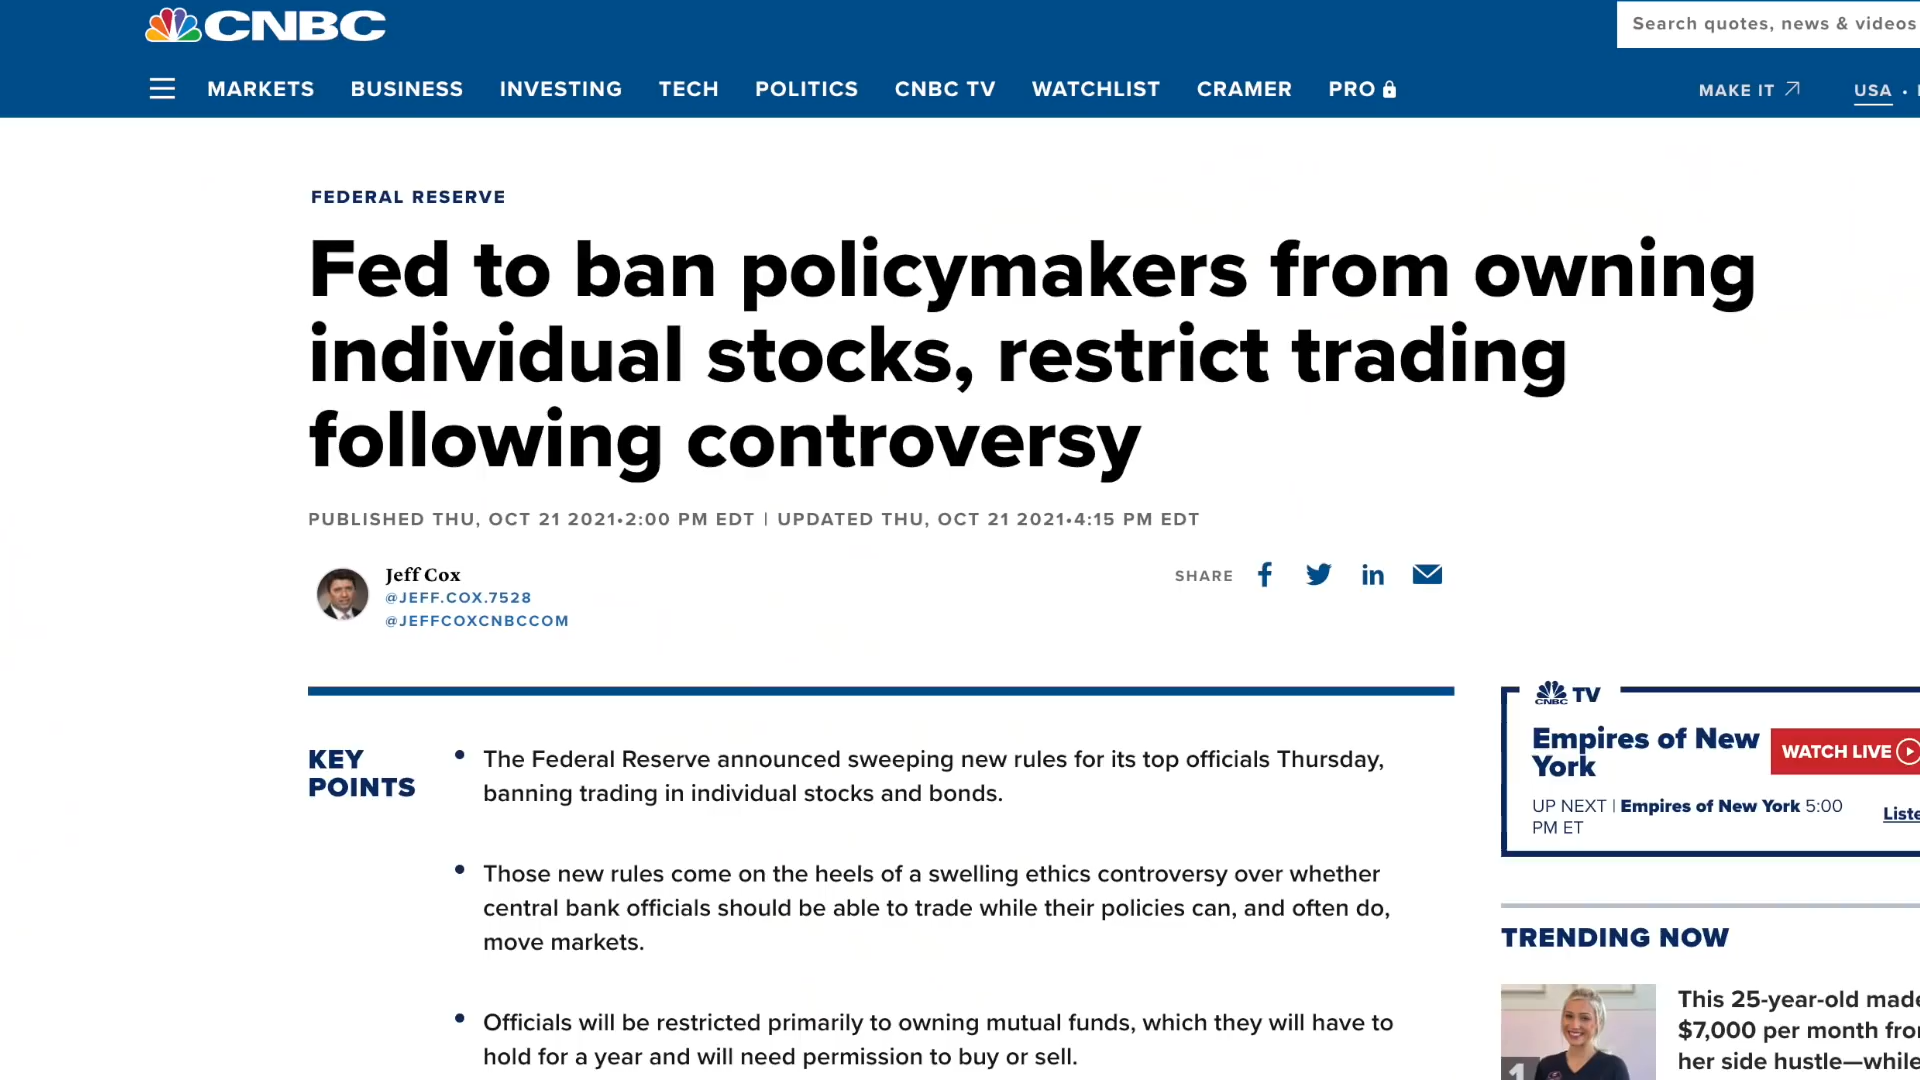 CNBC
Search quotes, news & videos
MARKETS BUSINESS INVESTING TECH POLITICS CNBC TV WATCHLIST CRAMER PRO
MAKE IT USA •
FEDERAL RESERVE
Fed to ban policymakers from owning
individual stocks, restrict trading
following controversy
PUBLISHED THU, OCT 21 2021•2:00 PM EDT | UPDATED THU, OCT 21 2021•4:15 PM EDT
Jeff Cox
@JEFF.COX.7528
@JEFFCOXCNBCCOM
SHARE
KEY
POINTS
• The Federal Reserve announced sweeping new rules for its top officials Thursday,
banning trading in individual stocks and bonds.
• Those new rules come on the heels of a swelling ethics controversy over whether
central bank officials should be able to trade while their policies can, and often do,
move markets.
• Officials will be restricted primarily to owning mutual funds, which they will have to
hold for a year and will need permission to buy or sell.
CNBC TV
Empires of New
York
WATCH LIVE
UP NEXT | Empires of New York 5:00
PM ET
Liste
TRENDING NOW
1
This 25-year-old made
$7,000 per month from
her side hustle—while